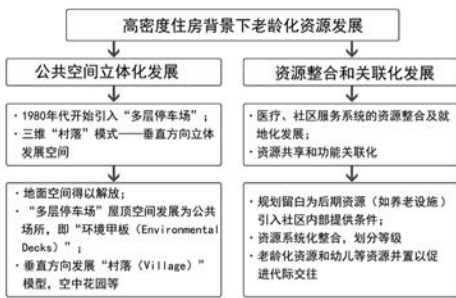 高密度住房背景下老龄化资源发展
公共空间立体化发展
• 1980年代开始引入“多层停车场”；
• 三维“村落”模式——垂直方向立体
发展空间
• 地面空间得以解放；
• “多层停车场”屋顶空间发展为公共
场所，即“环境甲板（Environmental
Decks）”；
• 垂直方向发展“村落（Village）”
模型，空中花园等
资源整合和关联化发展
• 医疗、社区服务系统的资源整合及就
地化发展；
• 资源共享和功能关联化
• 规划留白为后期资源（如养老设施）
引入社区内部提供条件；
• 资源系统化整合，划分等级
• 老龄化资源和幼儿等资源并置以促
进代际交往